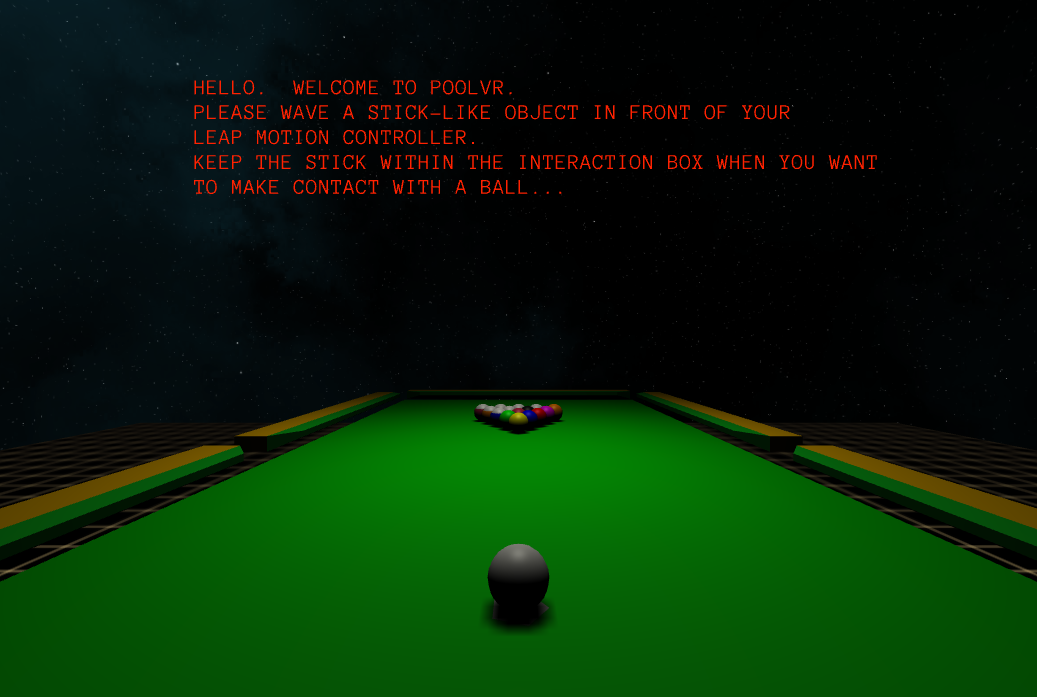 HELLO.  WELCOME TO POOLVR.
PLEASE WAVE A STICK-LIKE OBJECT IN FRONT OF YOUR
LEAP MOTION CONTROLLER.
KEEP THE STICK WITHIN THE INTERACTION BOX WHEN YOU WANT
TO MAKE CONTACT WITH A BALL...